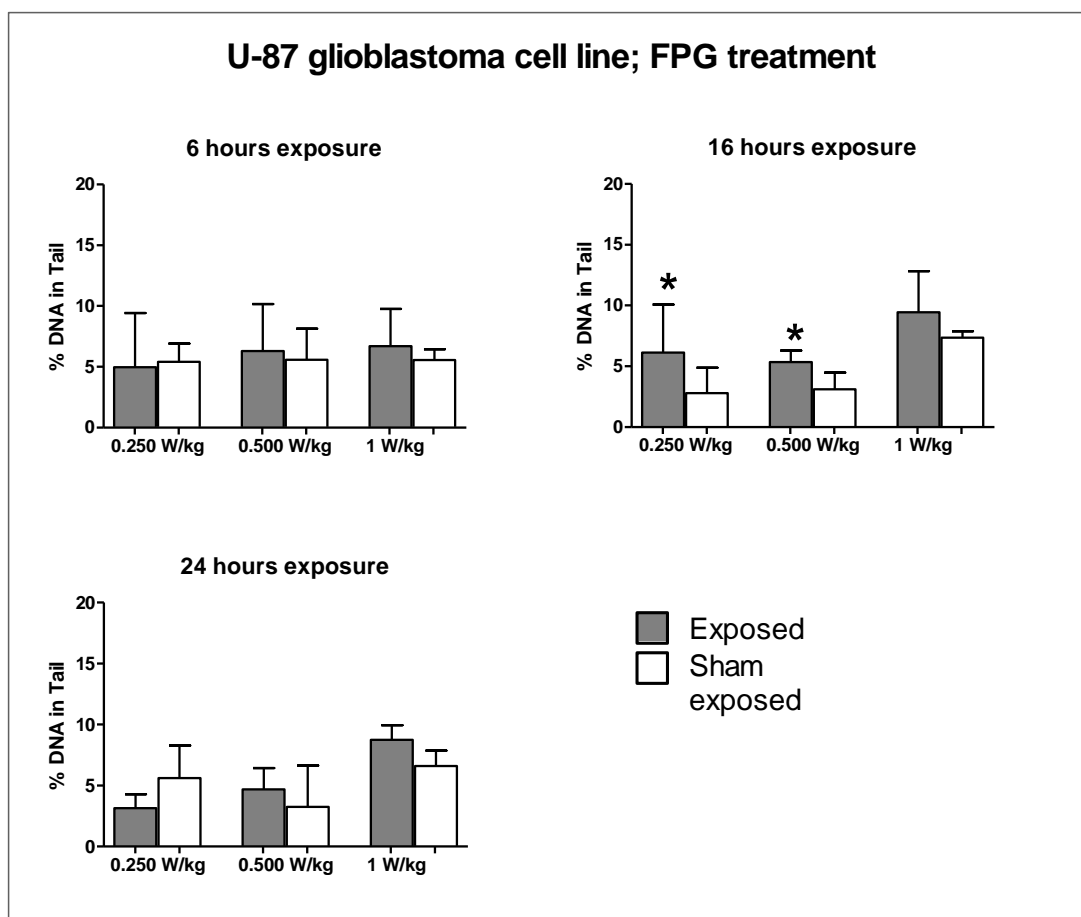 U-87 glioblastoma cell line; FPG treatment
6 hours exposure
% DNA in Tail
20
15
10
5
0
0.250 W/kg 0.500 W/kg 1 W/kg
16 hours exposure
% DNA in Tail
20
15
10
5
0
* *
0.250 W/kg 0.500 W/kg 1 W/kg
24 hours exposure
% DNA in Tail
20
15
10
5
0
0.250 W/kg 0.500 W/kg 1 W/kg
Exposed
Sham
exposed